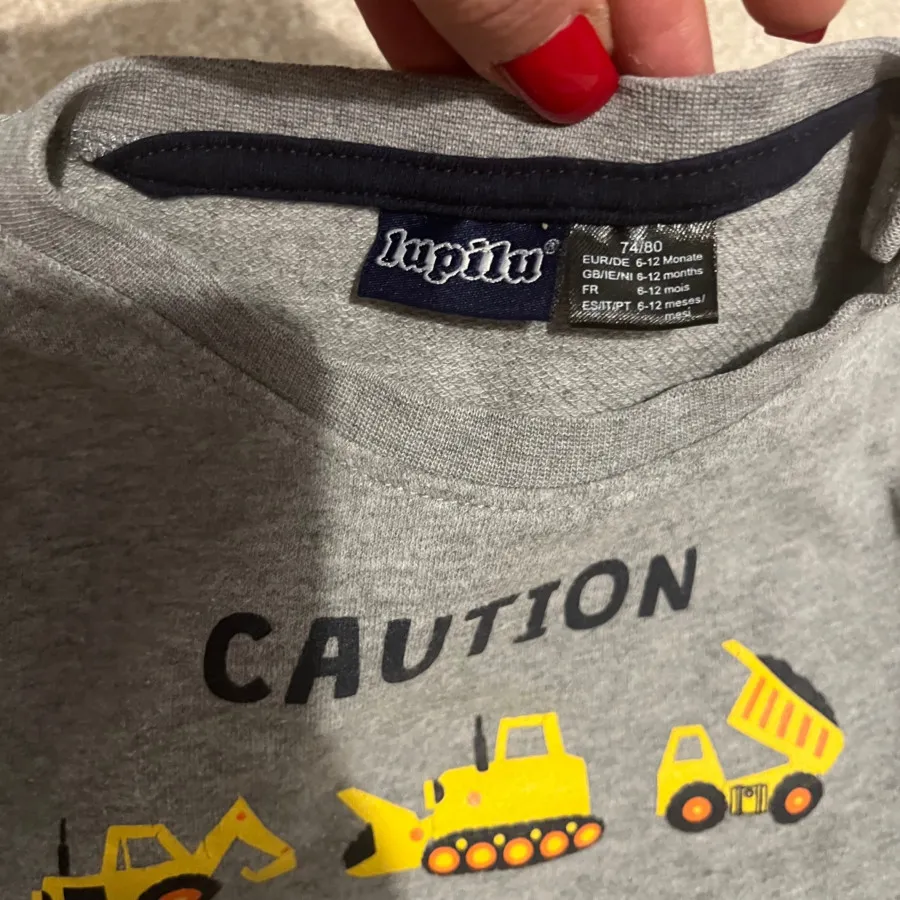 lupilu®
74/80
EUR/DE 6-12 Monate
GB/IE/NI 6-12 months
FR 6-12 mois
ES/IT/PT 6-12 meses/
mesi
CAUTION